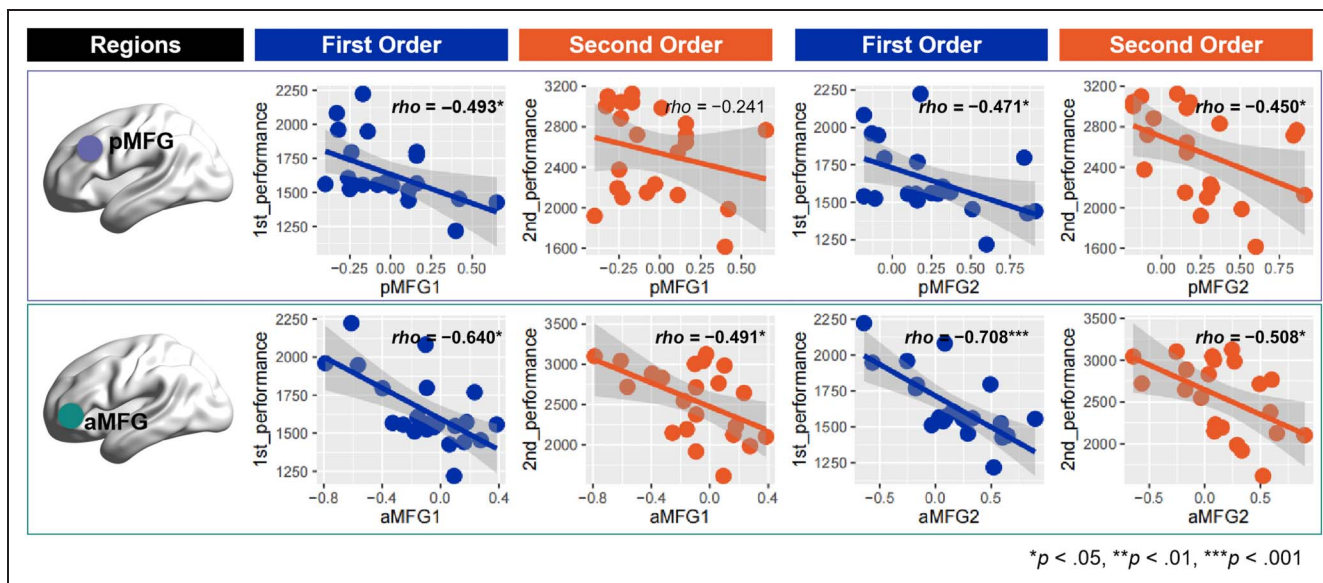 Regions First Order Second Order First Order Second Order
pMFG
1st_performance
2250
2000
1750
1500
1250
rho = −0.493*
−0.25 0.00 0.25 0.50
pMFG1
2nd_performance
3200
2800
2400
2000
1600
rho = −0.241
−0.25 0.00 0.25 0.50
pMFG1
1st_performance
2250
2000
1750
1500
1250
rho = −0.471*
0.00 0.25 0.50 0.75
pMFG2
2nd_performance
3200
2800
2400
2000
1600
rho = −0.450*
0.00 0.25 0.50 0.75
pMFG2
aMFG
1st_performance
2250
2000
1750
1500
1250
rho = −0.640*
−0.8 −0.4 0.0 0.4
aMFG1
2nd_performance
3500
3000
2500
2000
rho = −0.491*
−0.8 −0.4 0.0 0.4
aMFG1
1st_performance
2250
2000
1750
1500
1250
rho = −0.708***
−0.5 0.0 0.5
aMFG2
2nd_performance
3500
3000
2500
2000
rho = −0.508*
−0.5 0.0 0.5
aMFG2
*p < .05, **p < .01, ***p < .001